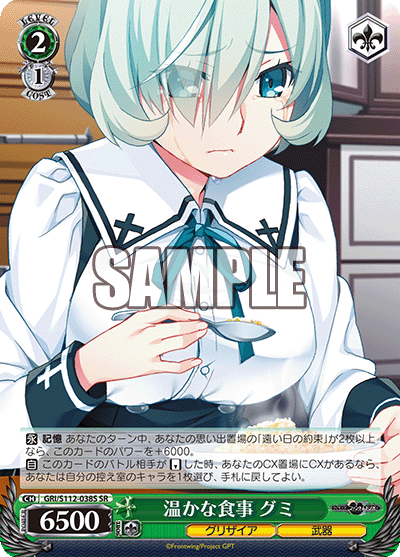 LEVEL
2
1
COST
SAMPLE
永 記憶 あなたのターン中、あなたの思い出置場の「遠い日の約束」が2枚以上
なら、このカードのパワーを+6000。
自 このカードのバトル相手が【】した時、あなたのCX置場にCXがあるなら、
あなたは自分の控え室のキャラを1枚選び、手札に戻してよい。
CH GRI/S112-038S SR
6500
温かな食事 グミ
グリザイア
武器
©Frontwing/Project GPT